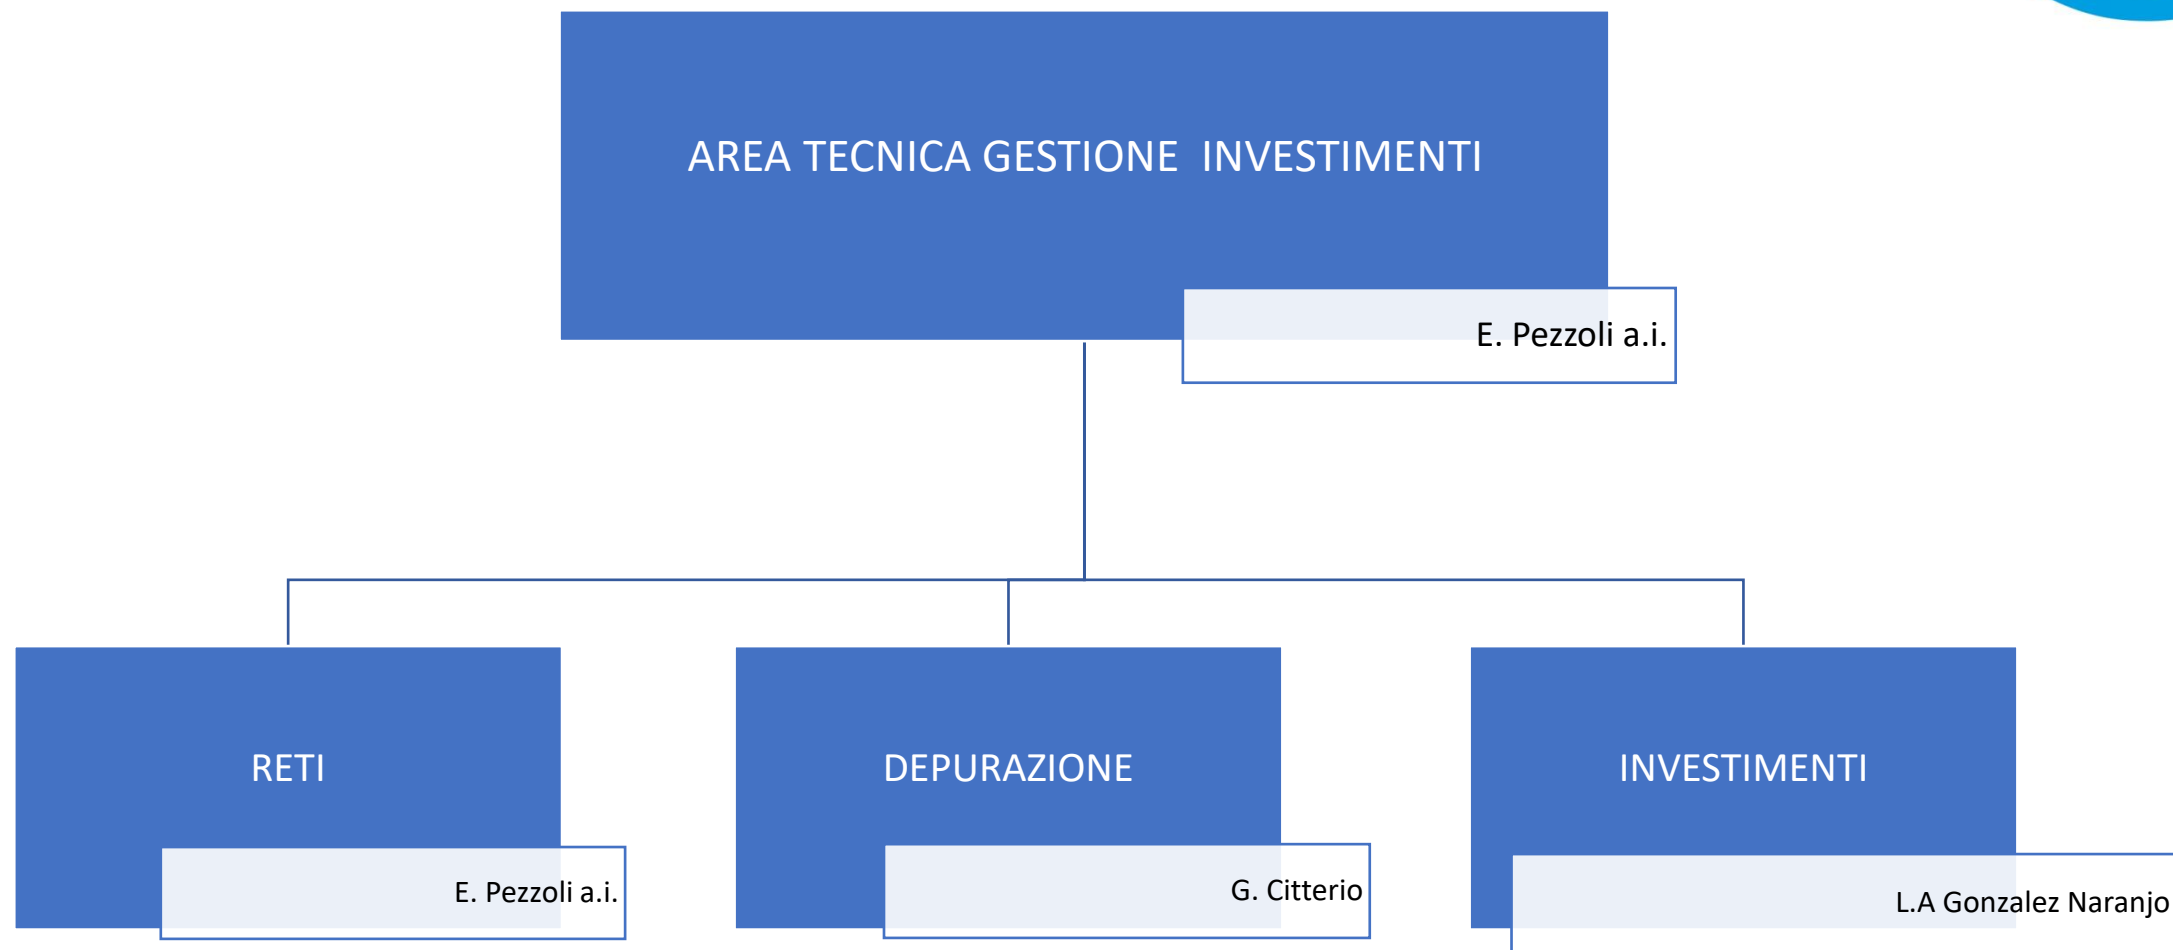 AREA TECNICA GESTIONE  INVESTIMENTI
E. Pezzoli a.i.
RETI
E. Pezzoli a.i.
DEPURAZIONE
G. Citterio
INVESTIMENTI
L.A Gonzalez Naranjo